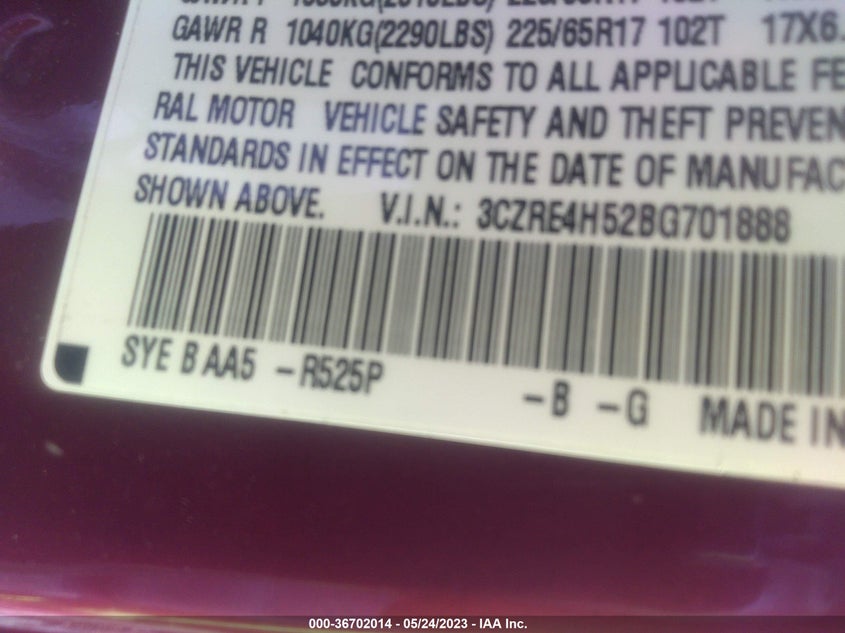 GAWR R 1040KG(2290LBS) 225/65R17 102T 17X6.
THIS VEHICLE CONFORMS TO ALL APPLICABLE FE
RAL MOTOR VEHICLE SAFETY AND THEFT PREVEN
STANDARDS IN EFFECT ON THE DATE OF MANUFAC
SHOWN ABOVE. V.I.N.: 3CZRE4H52BG701888
SYE B AA5 -R525P -B -G MADE IN
000-36702014 - 05/24/2023 - IAA Inc.